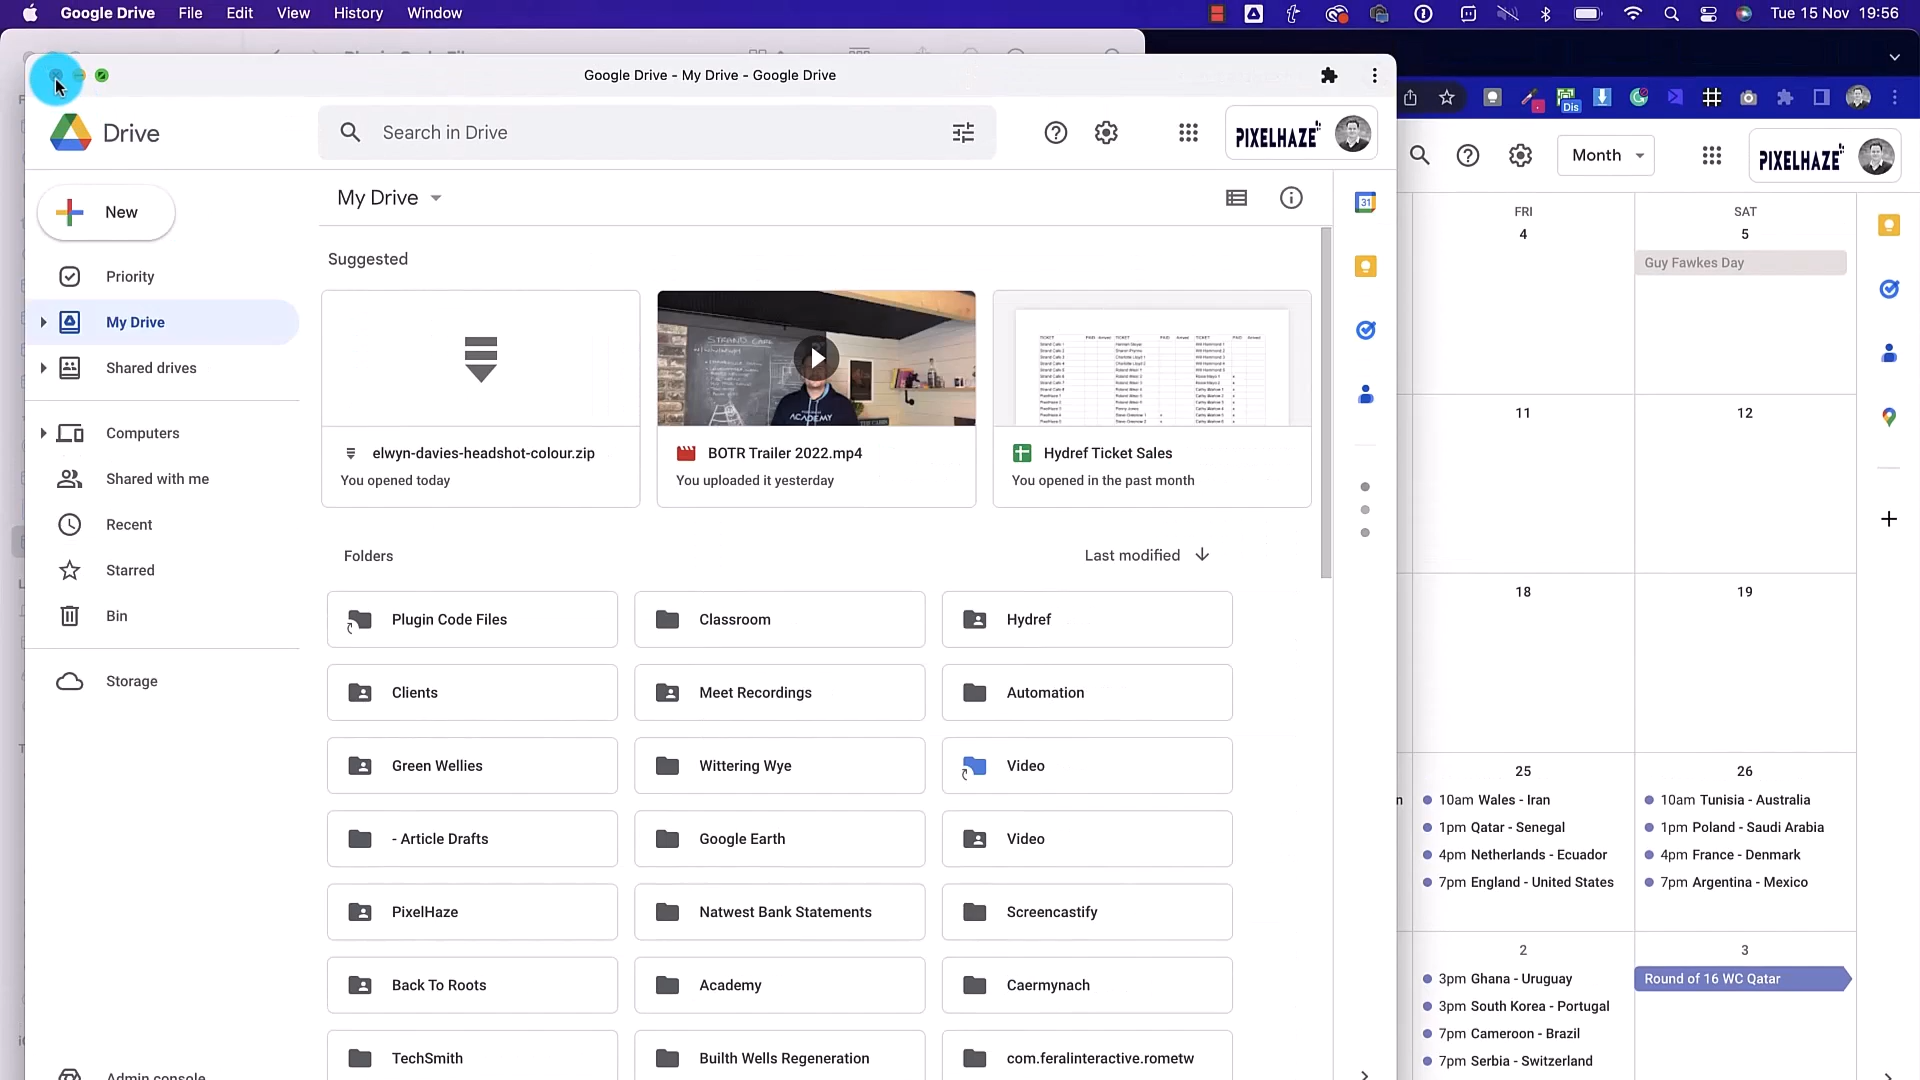 Google Drive File Edit View History Window
Tue 15 Nov 19:56
Google Drive - My Drive - Google Drive
Drive
Search in Drive
PIXELHAZE
New
Priority
My Drive
Shared drives
Computers
Shared with me
Recent
Starred
Bin
Storage
Admin console
My Drive
Suggested
STRAND CAFE
ACADEMY
elwyn-davies-headshot-colour.zip
You opened today
BOTR Trailer 2022.mp4
You uploaded it yesterday
Hydref Ticket Sales
You opened in the past month
Folders
Last modified
Plugin Code Files
Classroom
Hydref
Clients
Meet Recordings
Automation
Green Wellies
Wittering Wye
Video
- Article Drafts
Google Earth
Video
PixelHaze
Natwest Bank Statements
Screencastify
Back To Roots
Academy
Caermynach
TechSmith
Builth Wells Regeneration
com.feralinteractive.rometw
31
Dis
Month
PIXELHAZE
FRI
4
SAT
5
Guy Fawkes Day
11
12
18
19
25
10am Wales - Iran
1pm Qatar - Senegal
4pm Netherlands - Ecuador
7pm England - United States
26
10am Tunisia - Australia
1pm Poland - Saudi Arabia
4pm France - Denmark
7pm Argentina - Mexico
2
3pm Ghana - Uruguay
3pm South Korea - Portugal
7pm Cameroon - Brazil
7pm Serbia - Switzerland
3
Round of 16 WC Qatar